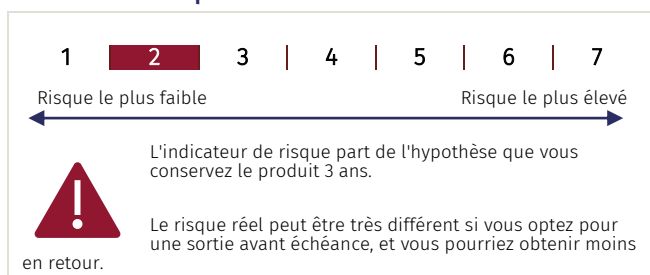 1 2 3 4 5 6 7
Risque le plus faible Risque le plus élevé
L'indicateur de risque part de l'hypothèse que vous
conservez le produit 3 ans.
Le risque réel peut être très différent si vous optez pour
une sortie avant échéance, et vous pourriez obtenir moins
en retour.